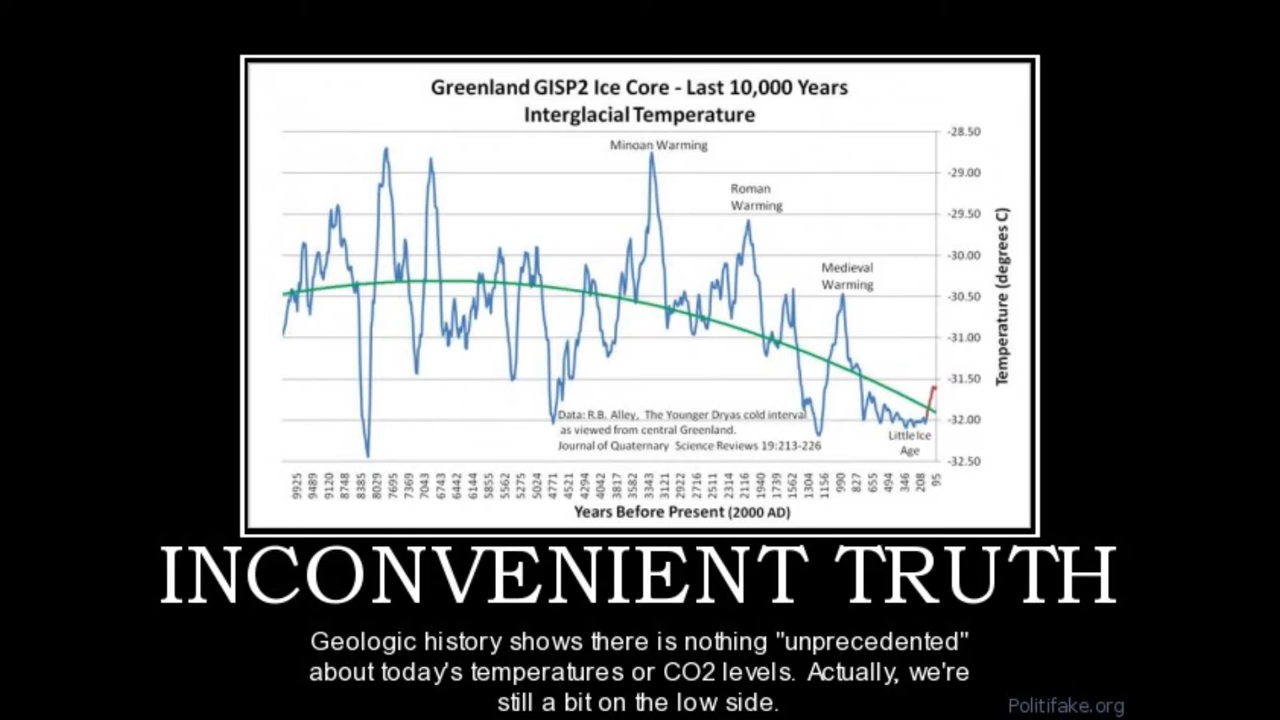 Greenland GISP2 Ice Core - Last 10,000 Years
Interglacial Temperature
Minoan Warming
Roman
Warming
Medieval
Warming
Little Ice
Age
Data: R.B. Alley, The Younger Dryas cold interval
as viewed from central Greenland.
Journal of Quaternary Science Reviews 19:213-226
-28.50
-29.00
-29.50
-30.00
-30.50
-31.00
-31.50
-32.00
-32.50
Temperature (degrees C)
9925 9489 9120 8748 8385 8029 7695 7369 7043 6743 6442 6144 5855 5562 5275 5024 4771 4521 4294 4042 3817 3582 3343 3121 2922 2716 2511 2314 2116 1940 1739 1562 1304 1156 990 827 655 494 346 208 95
Years Before Present (2000 AD)
INCONVENIENT TRUTH
Geologic history shows there is nothing "unprecedented"
about today's temperatures or CO2 levels. Actually, we're
still a bit on the low side.
Politifake.org